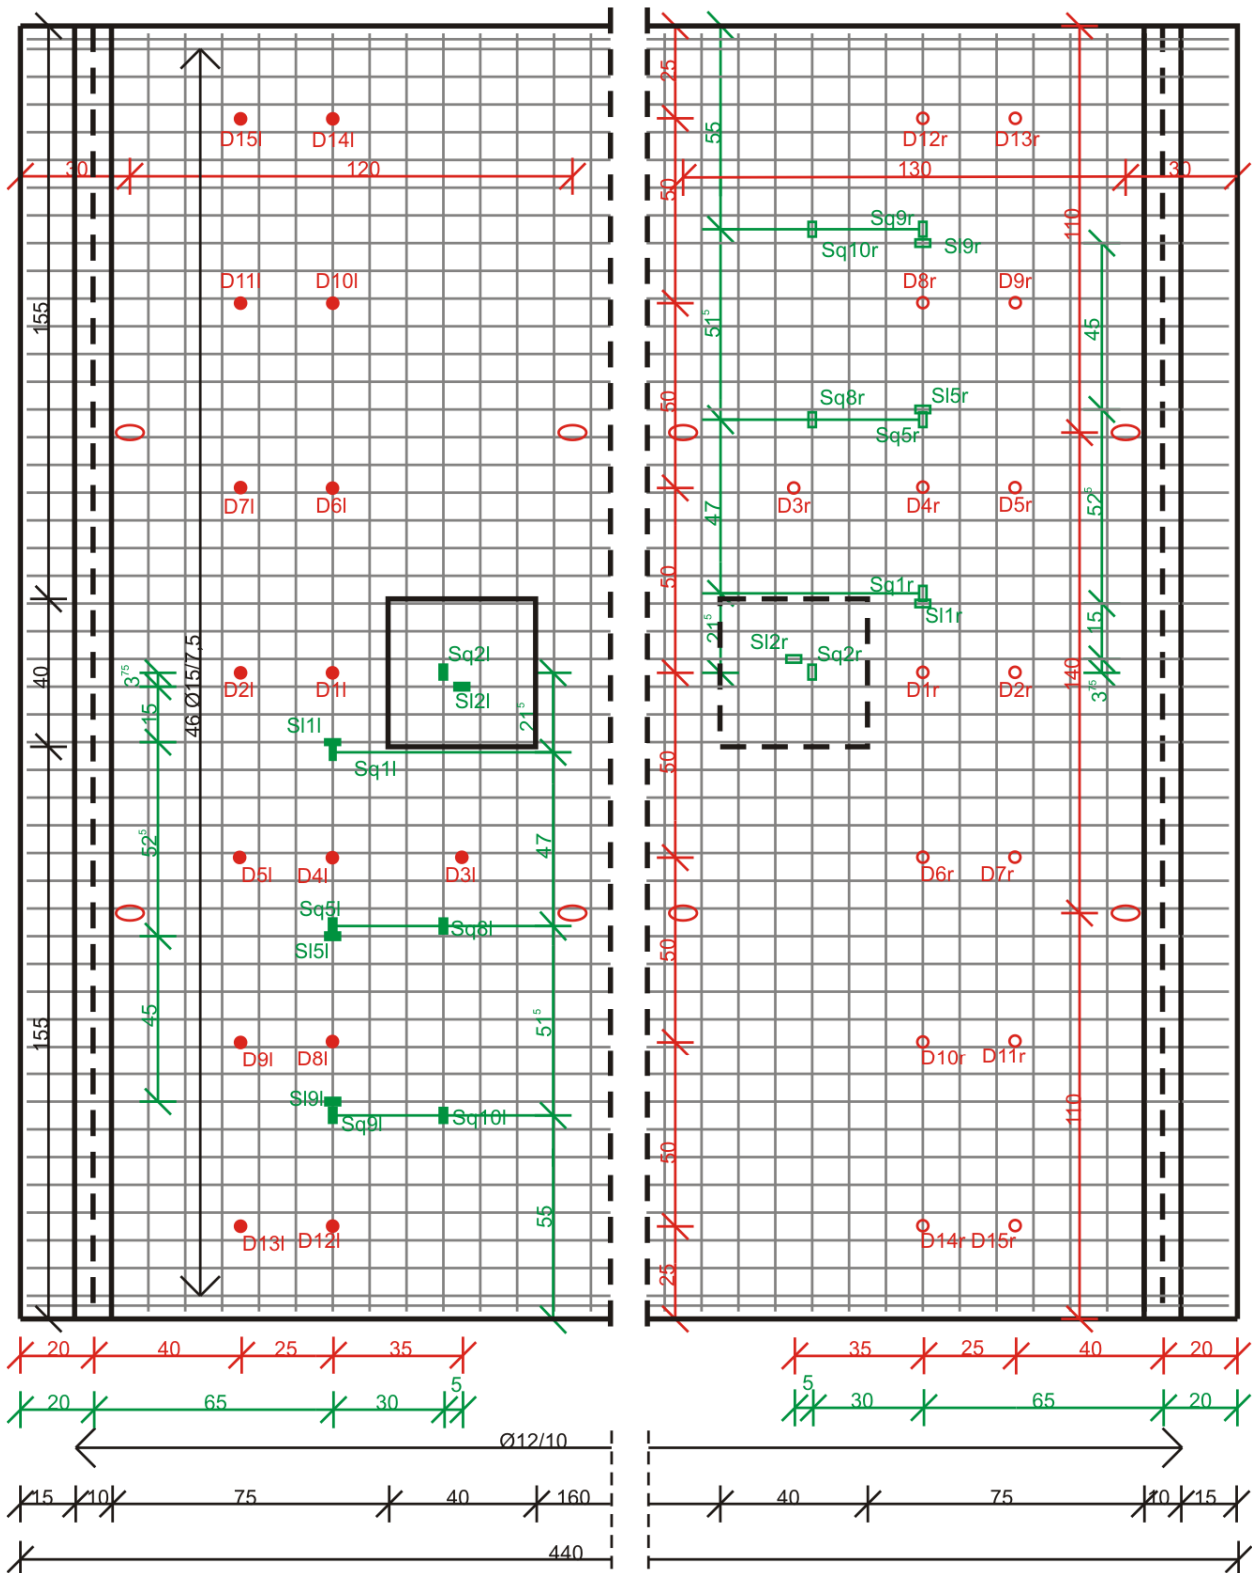 25
55
D15l D14l D12r D13r
30 120 130 30
50
110
Sq9r
Sq10r Sl9r
D11l D10l D8r D9r
155
51⁵
45
50
Sq8r Sl5r
Sq5r
0 0 0 0
D7l D6l D3r D4r D5r
47
52⁵
50
Sq1r
Sl1r
21⁵
15
46 Ø15/7,5
Sq2l
Sl2r Sq2r
3⁷⁵
40
D2l D1l
Sl2l
D1r D2r
140
3⁷⁵
15
21⁵
Sl1l
Sq1l
50
52⁵
47
D5l D4l D3l D6r D7r
Sq5l
0 0 0 0
Sq8l
Sl5l
50
45
155
51⁵
D9l D8l D10r D11r
Sl9l
Sq9l Sq10l
110
50
55
D13l D12l D14r D15r
25
20 40 25 35 35 25 40 20
5 5
20 65 30 30 65 20
Ø12/10
15 10 75 40 160 40 75 10 15
440